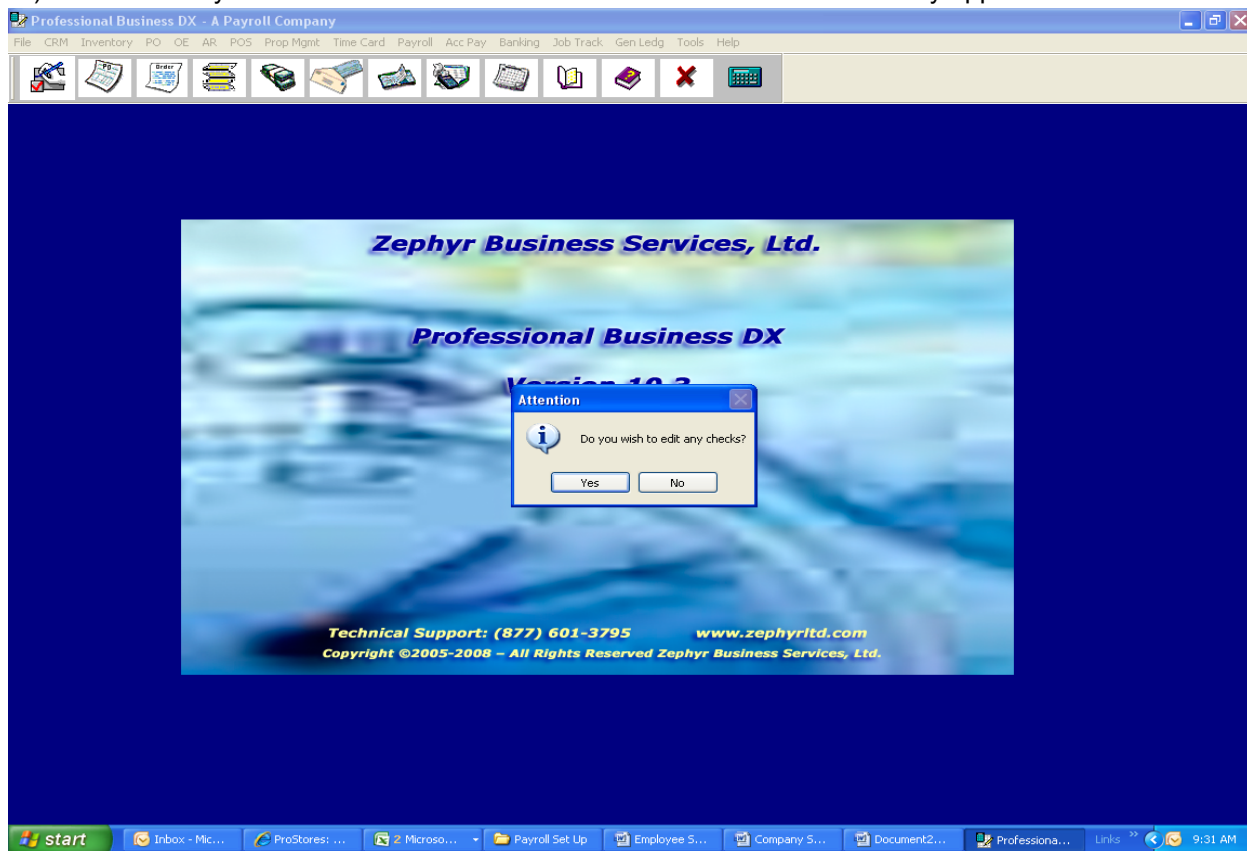 Professional Business DX - A Payroll Company
File CRM Inventory PO OE AR POS Prop Mgmt Time Card Payroll Acc Pay Banking Job Track Gen Ledg Tools Help
Zephyr Business Services, Ltd.
Professional Business DX
Attention
Do you wish to edit any checks?
Yes No
Technical Support: (877) 601-3795 www.zephyrltd.com
Copyright ©2005-2008 – All Rights Reserved Zephyr Business Services, Ltd.
start Inbox - Mic... ProStores: ... 2 Microso... Payroll Set Up Employee S... Company S... Document2... Professiona... Links » 9:31 AM